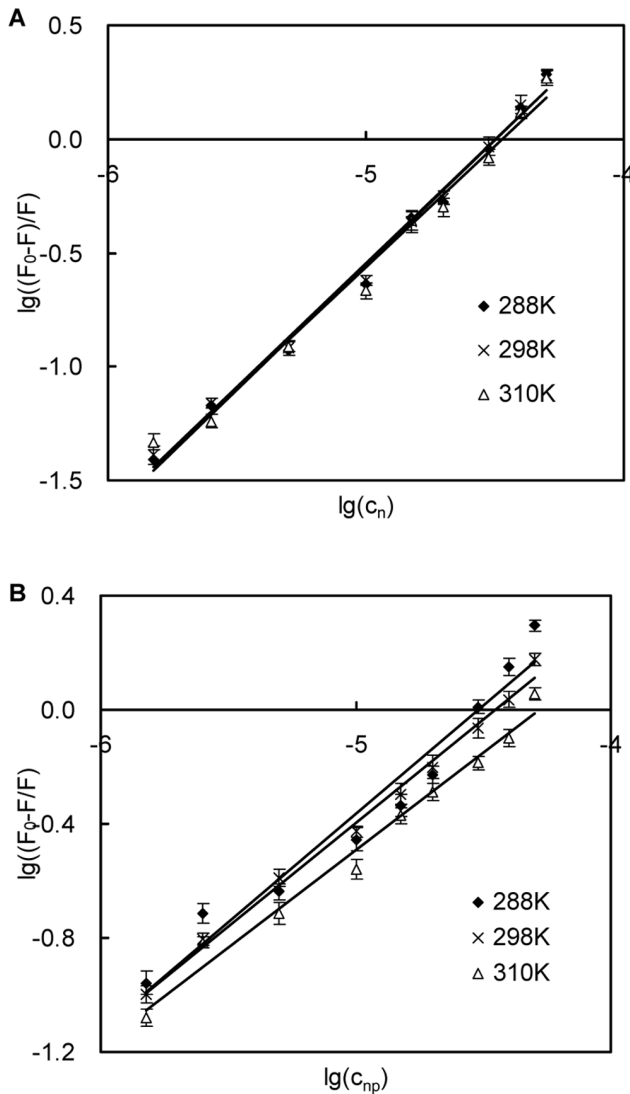 A
0.5
0.0
-6
-5
-4
-0.5
-1.0
-1.5
lg((F₀-F)/F)
288K
298K
310K
lg(cₙ)
B
0.4
0.0
-6
-5
-4
-0.4
-0.8
-1.2
lg((F₀-F/F)
288K
298K
310K
lg(cₙₚ)